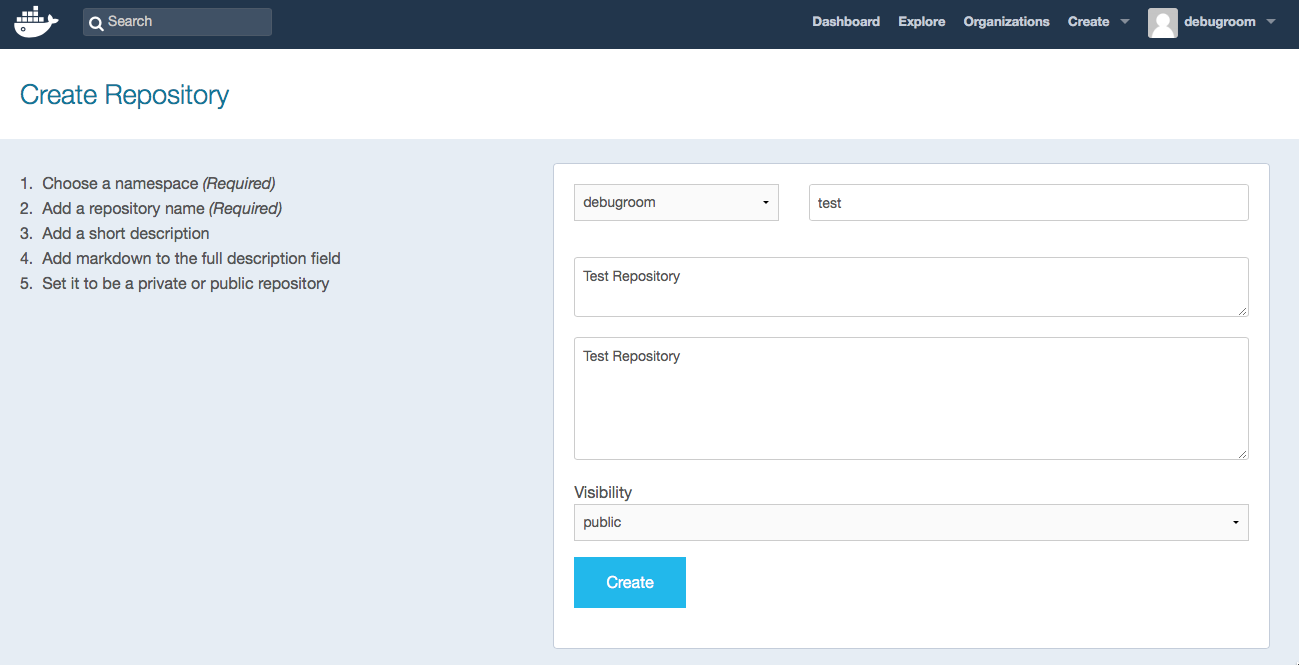 Search
Dashboard Explore Organizations Create debugroom
Create Repository
1. Choose a namespace (Required)
2. Add a repository name (Required)
3. Add a short description
4. Add markdown to the full description field
5. Set it to be a private or public repository
debugroom test
Test Repository
Test Repository
Visibility
public
Create